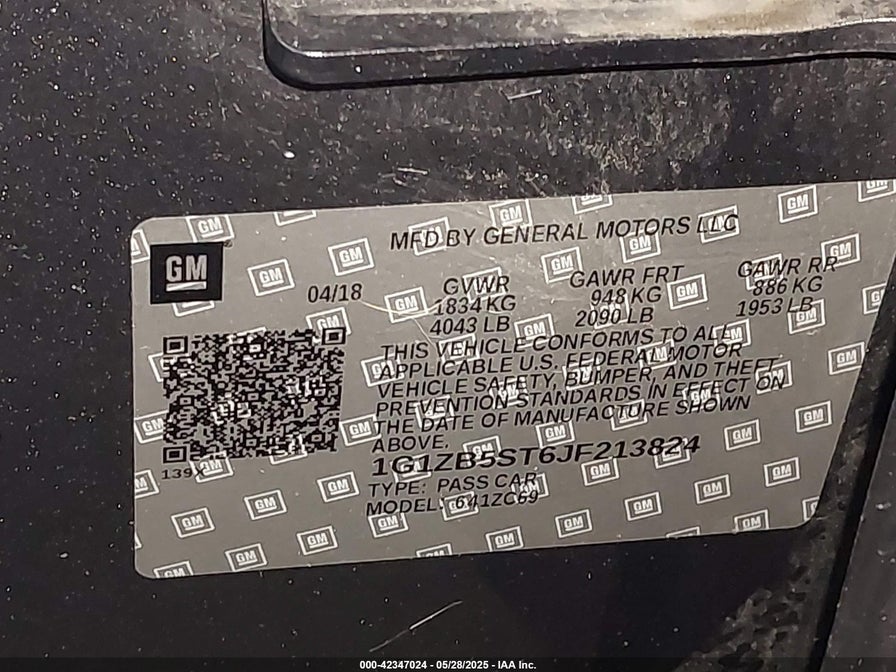 MFD BY GENERAL MOTORS LLC
GM
04/18
GVWR GAWR FRT GAWR RR
1834 KG 948 KG 886 KG
4043 LB 2090 LB 1953 LB
THIS VEHICLE CONFORMS TO ALL
APPLICABLE U.S. FEDERAL MOTOR
VEHICLE SAFETY, BUMPER, AND THEFT
PREVENTION STANDARDS IN EFFECT ON
THE DATE OF MANUFACTURE SHOWN
ABOVE.
1G1ZB5ST6JF213824
TYPE: PASS CAR
MODEL: 641ZC69
000-42347024 - 05/28/2025 - IAA Inc.